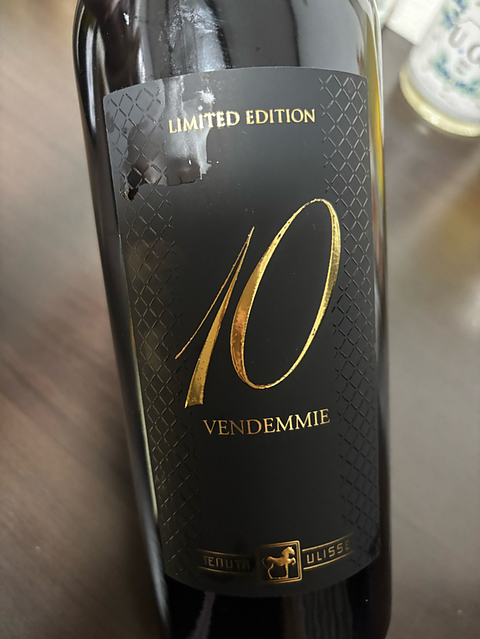 LIMITED EDITION
10
VENDEMMIE
TENUTA ULISSE